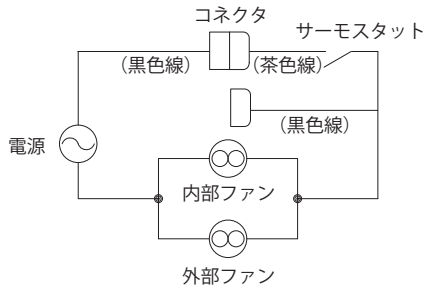 コネクタ
サーモスタット
(黒色線)
(茶色線)
(黒色線)
電源
内部ファン
外部ファン